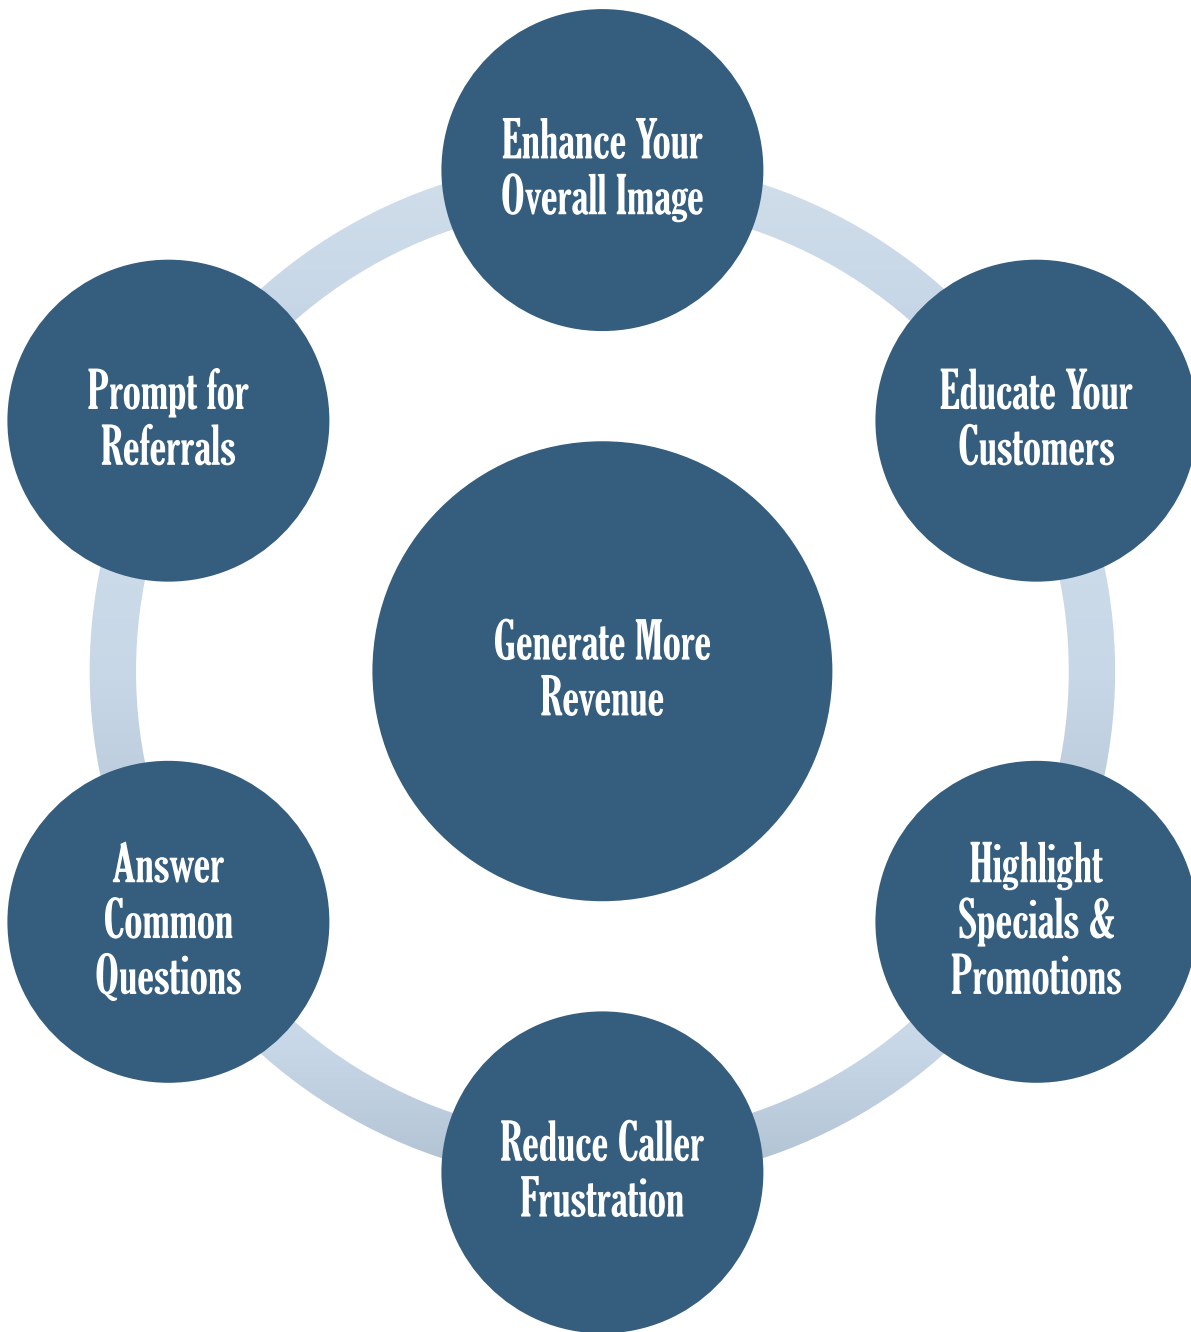 Enhance Your
Overall Image
Educate Your
Customers
Highlight
Specials &
Promotions
Reduce Caller
Frustration
Answer
Common
Questions
Prompt for
Referrals
Generate More
Revenue